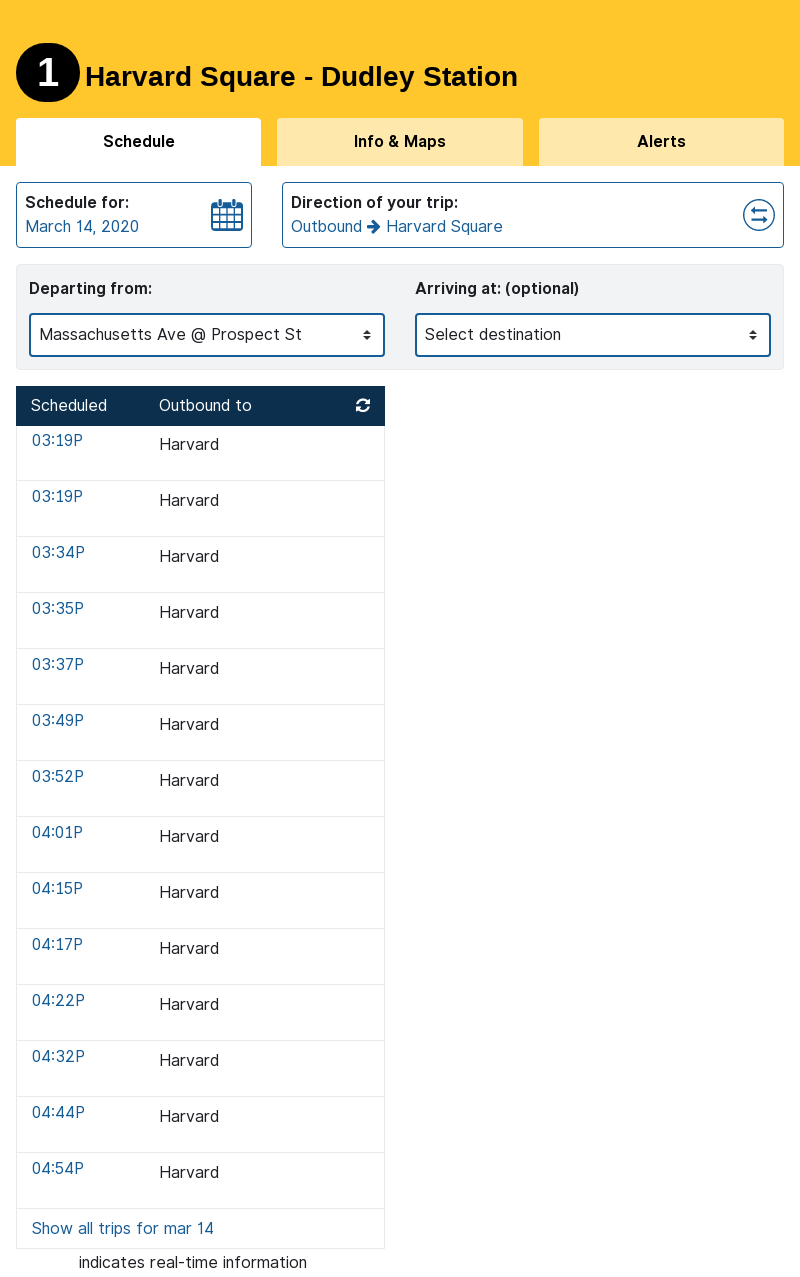 1 Harvard Square - Dudley Station
Schedule Info & Maps Alerts
Schedule for:
March 14, 2020
Direction of your trip:
Outbound Harvard Square
Departing from:
Massachusetts Ave @ Prospect St
Arriving at: (optional)
Select destination
Scheduled Outbound to
03:19P Harvard
03:19P Harvard
03:34P Harvard
03:35P Harvard
03:37P Harvard
03:49P Harvard
03:52P Harvard
04:01P Harvard
04:15P Harvard
04:17P Harvard
04:22P Harvard
04:32P Harvard
04:44P Harvard
04:54P Harvard
Show all trips for mar 14
indicates real-time information